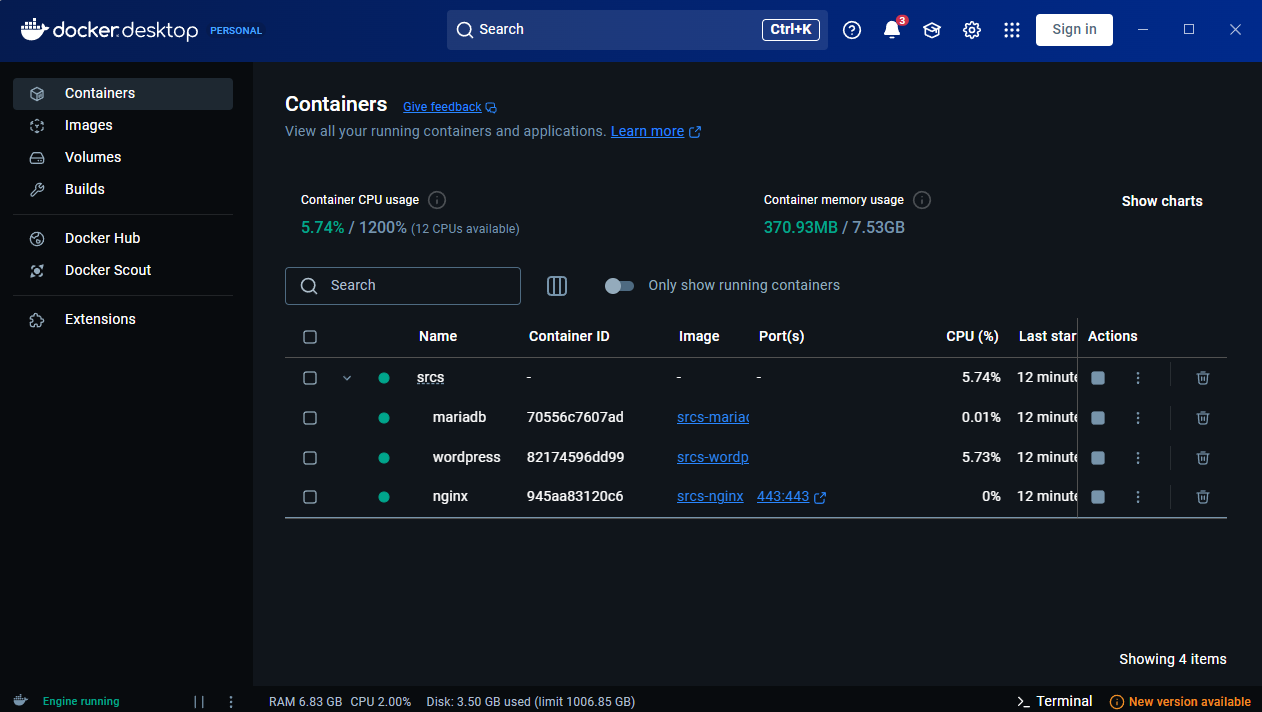 docker desktop PERSONAL Search Ctrl+K 3 Sign in
Containers
Images
Volumes
Builds
Docker Hub
Docker Scout
Extensions
Containers Give feedback
View all your running containers and applications. Learn more
Container CPU usage Container memory usage Show charts
5.74% / 1200% (12 CPUs available) 370.93MB / 7.53GB
Search Only show running containers
Name Container ID Image Port(s) CPU (%) Last star Actions
srcs - - - 5.74% 12 minute
mariadb 70556c7607ad srcs-mariad 0.01% 12 minute
wordpress 82174596dd99 srcs-wordp 5.73% 12 minute
nginx 945aa83120c6 srcs-nginx 443:443 0% 12 minute
Showing 4 items
Engine running RAM 6.83 GB CPU 2.00% Disk: 3.50 GB used (limit 1006.85 GB) >_ Terminal New version available